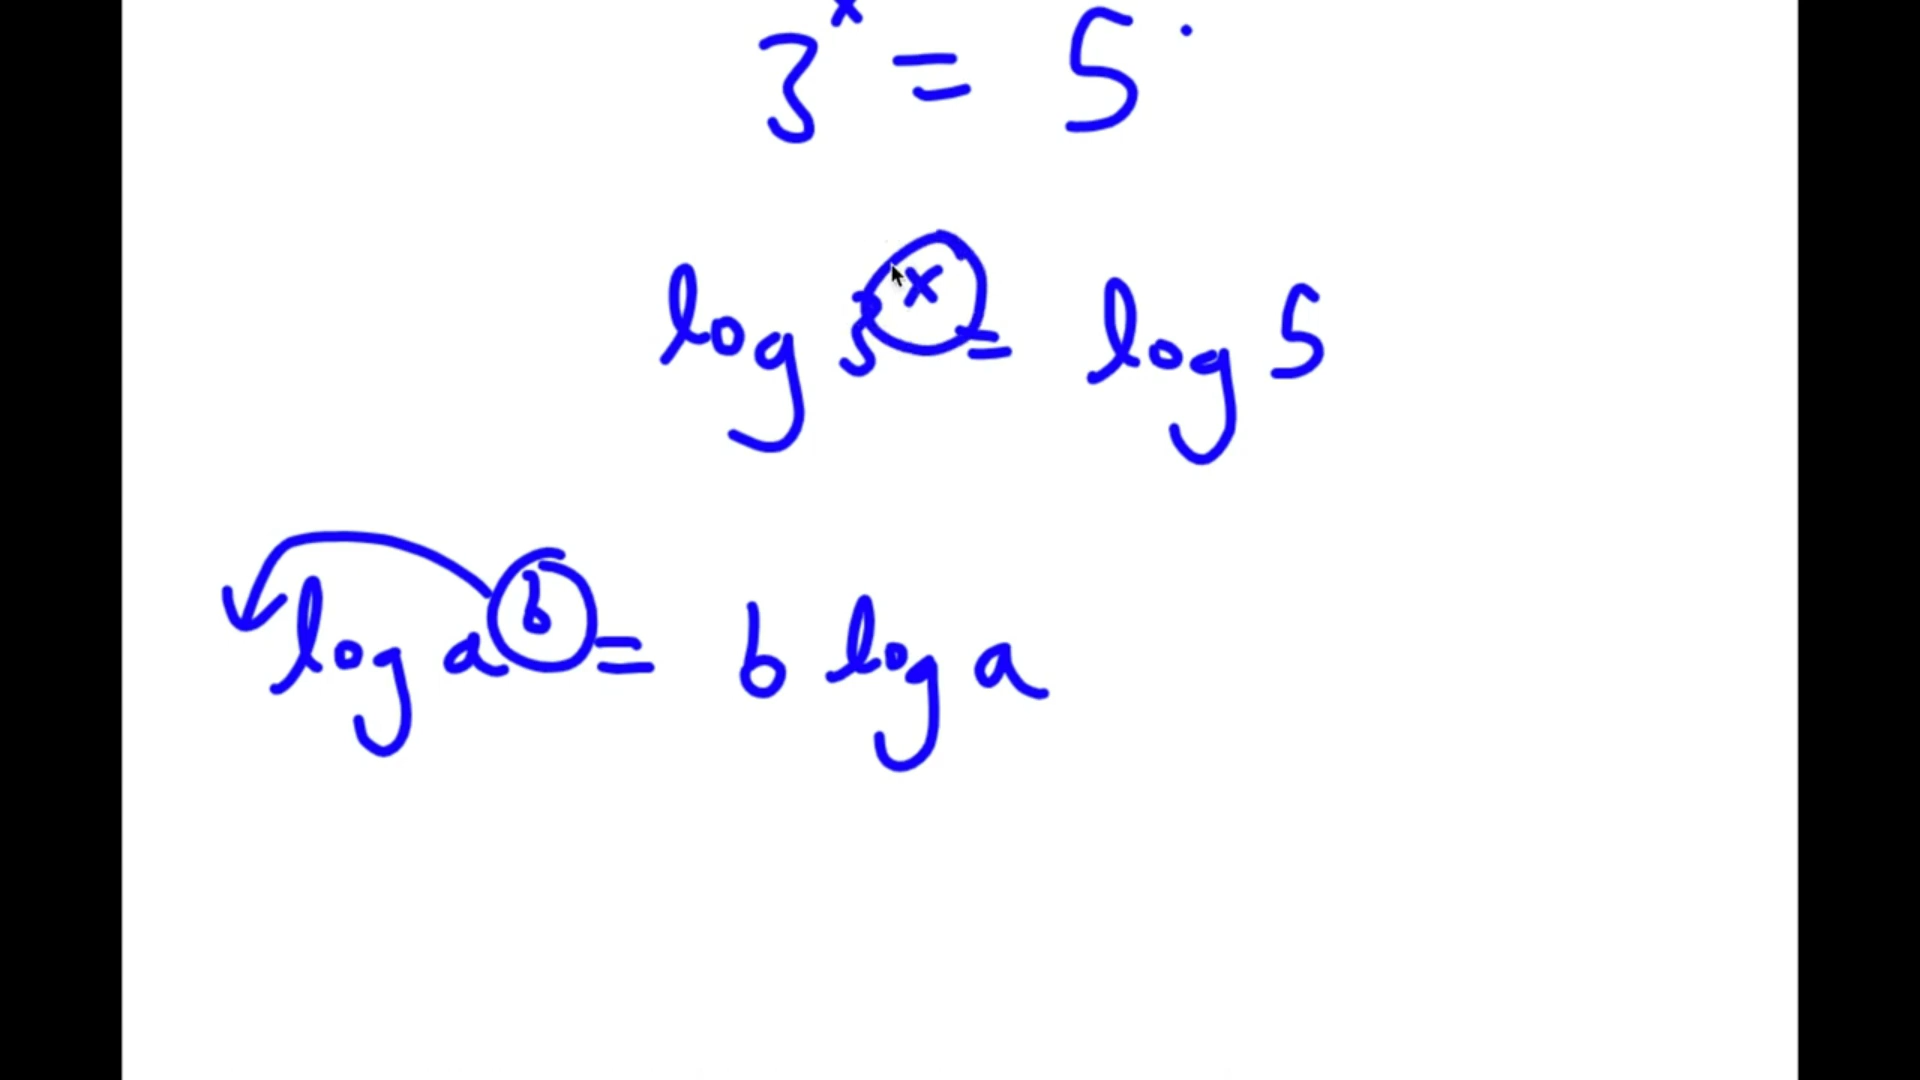 3^x = 5
log 3^x = log 5
log a^b = b log a